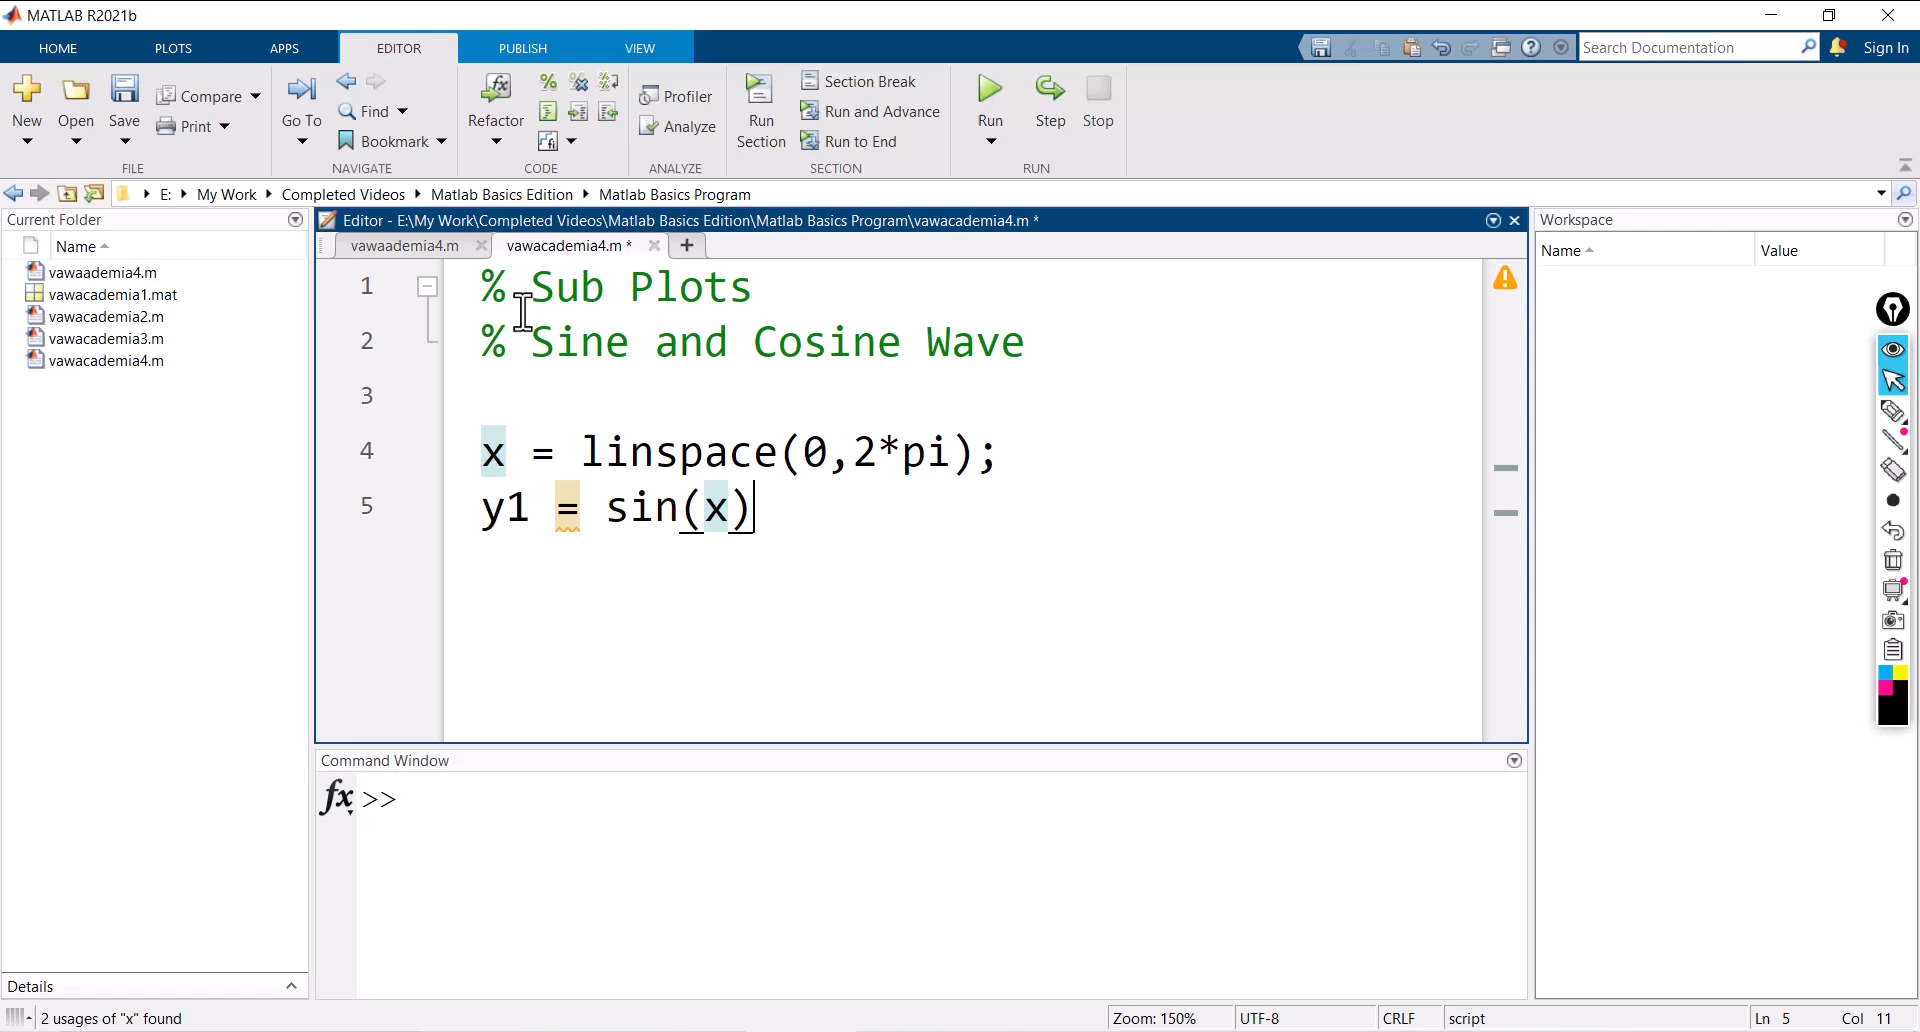 MATLAB R2021b
HOME PLOTS APPS EDITOR PUBLISH VIEW Search Documentation Sign In
New Open Save Compare Print Go To Find Bookmark Refactor Profiler Analyze Run Section Section Break Run and Advance Run to End Run Step Stop
FILE NAVIGATE CODE ANALYZE SECTION RUN
E: My Work Completed Videos Matlab Basics Edition Matlab Basics Program
Current Folder
Name
vawaademia4.m
vawacademia1.mat
vawacademia2.m
vawacademia3.m
vawacademia4.m
Details
Editor - E:\My Work\Completed Videos\Matlab Basics Edition\Matlab Basics Program\vawacademia4.m *
vawaademia4.m vawacademia4.m * +
1 % Sub Plots
2 % Sine and Cosine Wave
3
4 x = linspace(0,2*pi);
5 y1 = sin(x)
Command Window
fx >>
Workspace
Name Value
2 usages of "x" found Zoom: 150% UTF-8 CRLF script Ln 5 Col 11